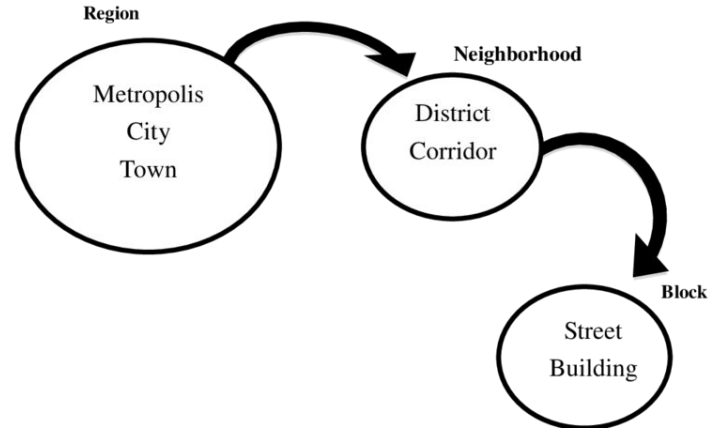 Region
Metropolis
City
Town
Neighborhood
District
Corridor
Block
Street
Building